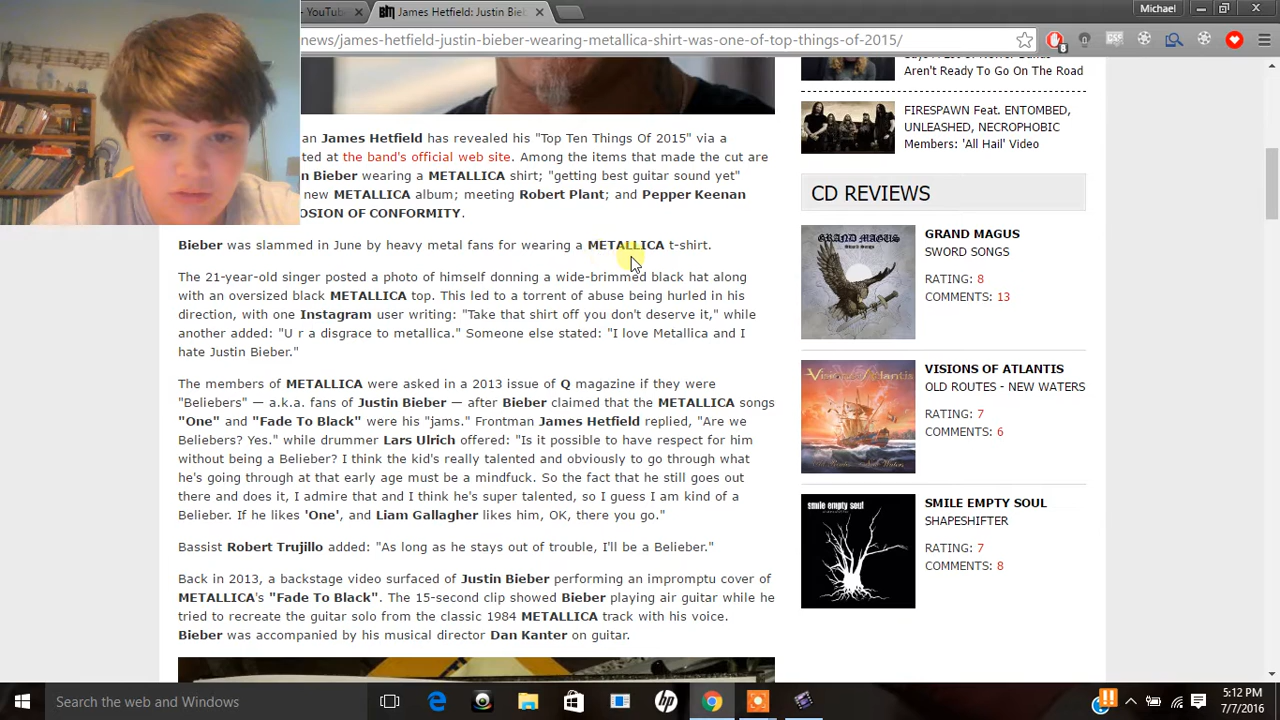 - YouTube
James Hetfield: Justin Bieb
Michael
news/james-hetfield-justin-bieber-wearing-metallica-shirt-was-one-of-top-things-of-2015/
8
CSF
an James Hetfield has revealed his "Top Ten Things Of 2015" via a
ted at the band's official web site. Among the items that made the cut are
n Bieber wearing a METALLICA shirt; "getting best guitar sound yet"
new METALLICA album; meeting Robert Plant; and Pepper Keenan
OSION OF CONFORMITY.
Bieber was slammed in June by heavy metal fans for wearing a METALLICA t-shirt.
The 21-year-old singer posted a photo of himself donning a wide-brimmed black hat along
with an oversized black METALLICA top. This led to a torrent of abuse being hurled in his
direction, with one Instagram user writing: "Take that shirt off you don't deserve it," while
another added: "U r a disgrace to metallica." Someone else stated: "I love Metallica and I
hate Justin Bieber."
The members of METALLICA were asked in a 2013 issue of Q magazine if they were
"Beliebers" — a.k.a. fans of Justin Bieber — after Bieber claimed that the METALLICA songs
"One" and "Fade To Black" were his "jams." Frontman James Hetfield replied, "Are we
Beliebers? Yes." while drummer Lars Ulrich offered: "Is it possible to have respect for him
without being a Belieber? I think the kid's really talented and obviously to go through what
he's going through at that early age must be a mindfuck. So the fact that he still goes out
there and does it, I admire that and I think he's super talented, so I guess I am kind of a
Belieber. If he likes 'One', and Liam Gallagher likes him, OK, there you go."
Bassist Robert Trujillo added: "As long as he stays out of trouble, I'll be a Belieber."
Back in 2013, a backstage video surfaced of Justin Bieber performing an impromptu cover of
METALLICA's "Fade To Black". The 15-second clip showed Bieber playing air guitar while he
tried to recreate the guitar solo from the classic 1984 METALLICA track with his voice.
Bieber was accompanied by his musical director Dan Kanter on guitar.
Aren't Ready To Go On The Road
FIRESPAWN Feat. ENTOMBED,
UNLEASHED, NECROPHOBIC
Members: 'All Hail' Video
CD REVIEWS
GRAND MAGUS
GRAND MAGUS
SWORD SONGS
RATING: 8
COMMENTS: 13
Visions of Atlantis
VISIONS OF ATLANTIS
OLD ROUTES - NEW WATERS
RATING: 7
COMMENTS: 6
smile empty soul
SMILE EMPTY SOUL
SHAPESHIFTER
RATING: 7
COMMENTS: 8
Search the web and Windows
5:12 PM
7/7/2016